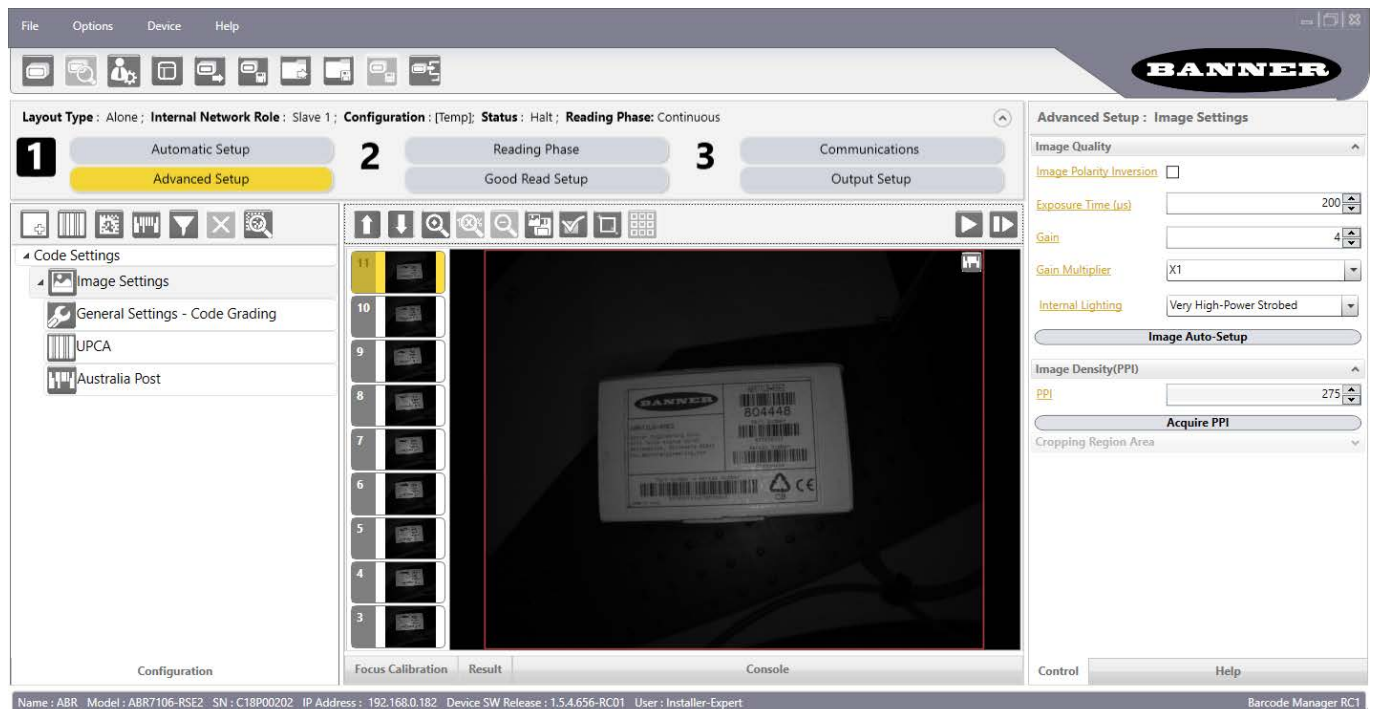 File Options Device Help
BANNER
Layout Type : Alone ; Internal Network Role : Slave 1 ; Configuration : [Temp]; Status : Halt ; Reading Phase: Continuous
1 Automatic Setup 2 Reading Phase 3 Communications
Advanced Setup Good Read Setup Output Setup
Code Settings
Image Settings
General Settings - Code Grading
UPCA
Australia Post
Configuration
11
10
9
8
7
6
5
4
3
BANNER
804448
CE
Focus Calibration Result Console
Advanced Setup : Image Settings
Image Quality
Image Polarity Inversion
Exposure Time (µs) 200
Gain 4
Gain Multiplier X1
Internal Lighting Very High-Power Strobed
Image Auto-Setup
Image Density(PPI)
PPI 275
Acquire PPI
Cropping Region Area
Control Help
Name : ABR Model : ABR7106-RSE2 SN : C18P00202 IP Address : 192.168.0.182 Device SW Release : 1.5.4.656-RC01 User : Installer-Expert Barcode Manager RC1